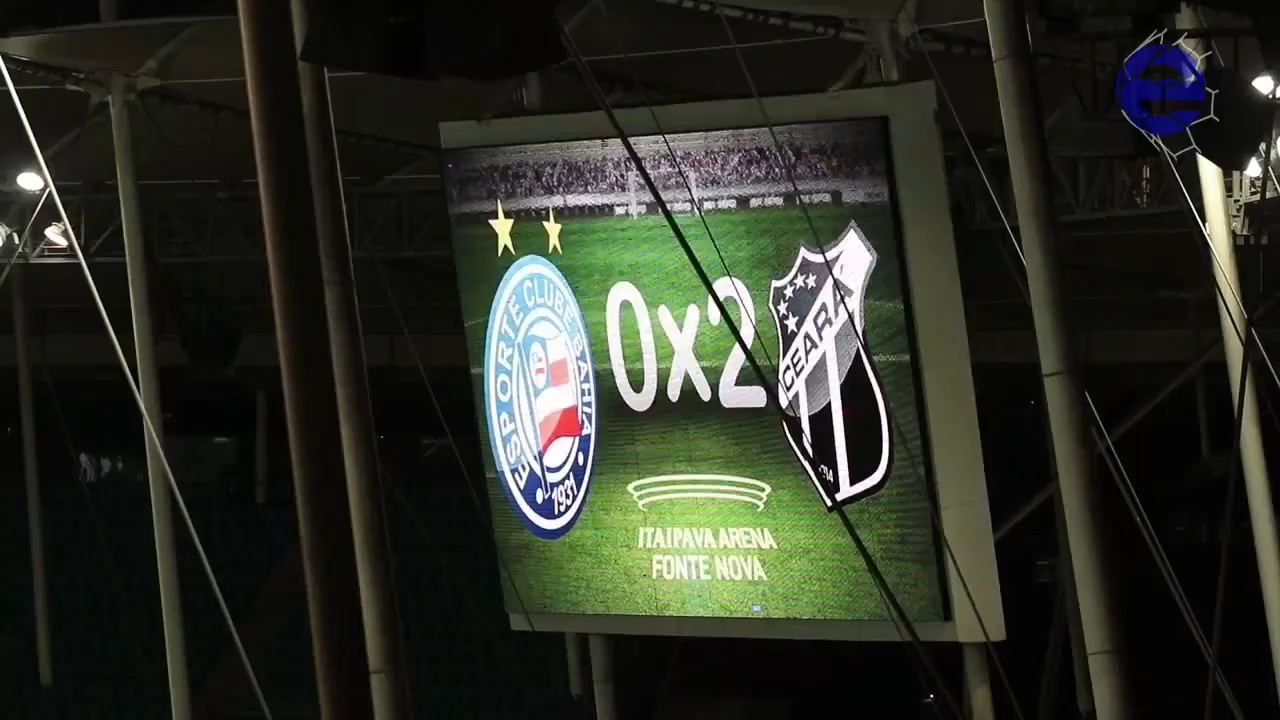 ESPORTE CLUBE BAHIA
1931
0x2
CEARÁ
ITAIPAVA ARENA
FONTE NOVA